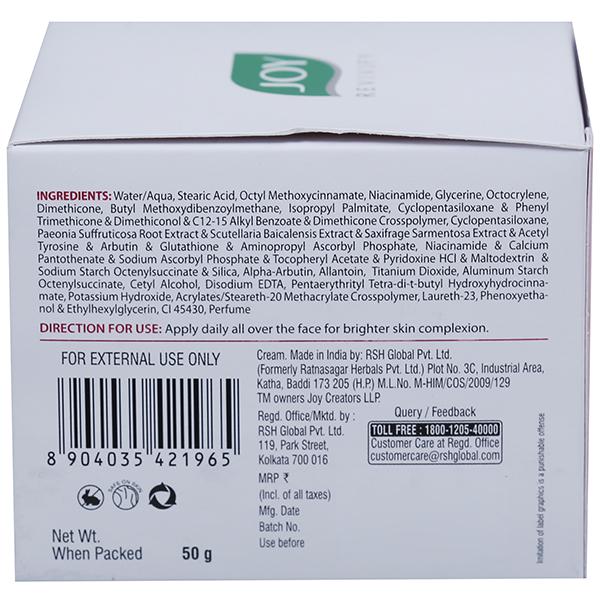 JOY
REVIVIFY
INGREDIENTS: Water/Aqua, Stearic Acid, Octyl Methoxycinnamate, Niacinamide, Glycerine, Octocrylene,
Dimethicone, Butyl Methoxydibenzoylmethane, Isopropyl Palmitate, Cyclopentasiloxane & Phenyl
Trimethicone & Dimethiconol & C12-15 Alkyl Benzoate & Dimethicone Crosspolymer, Cyclopentasiloxane,
Paeonia Suffruticosa Root Extract & Scutellaria Baicalensis Extract & Saxifrage Sarmentosa Extract & Acetyl
Tyrosine & Arbutin & Glutathione & Aminopropyl Ascorbyl Phosphate, Niacinamide & Calcium
Pantothenate & Sodium Ascorbyl Phosphate & Tocopheryl Acetate & Pyridoxine HCl & Maltodextrin &
Sodium Starch Octenylsuccinate & Silica, Alpha-Arbutin, Allantoin, Titanium Dioxide, Aluminum Starch
Octenylsuccinate, Cetyl Alcohol, Disodium EDTA, Pentaerythrityl Tetra-di-t-butyl Hydroxyhydrocinna-
mate, Potassium Hydroxide, Acrylates/Steareth-20 Methacrylate Crosspolymer, Laureth-23, Phenoxyetha-
nol & Ethylhexylglycerin, CI 45430, Perfume
DIRECTION FOR USE: Apply daily all over the face for brighter skin complexion.
FOR EXTERNAL USE ONLY
8 904035 421965
SAFE ON SKIN
Net Wt.
When Packed 50 g
Cream. Made in India by: RSH Global Pvt. Ltd.
(Formerly Ratnasagar Herbals Pvt. Ltd.) Plot No. 3C, Industrial Area,
Katha, Baddi 173 205 (H.P.) M.L.No. M-HIM/COS/2009/129
TM owners Joy Creators LLP.
Regd. Office/Mktd. by :
RSH Global Pvt. Ltd.
119, Park Street,
Kolkata 700 016
MRP ₹
(Incl. of all taxes)
Mfg. Date
Batch No.
Use before
Query / Feedback
TOLL FREE : 1800-1205-40000
Customer Care at Regd. Office
customercare@rshglobal.com
Imitation of label graphics is a punishable offense